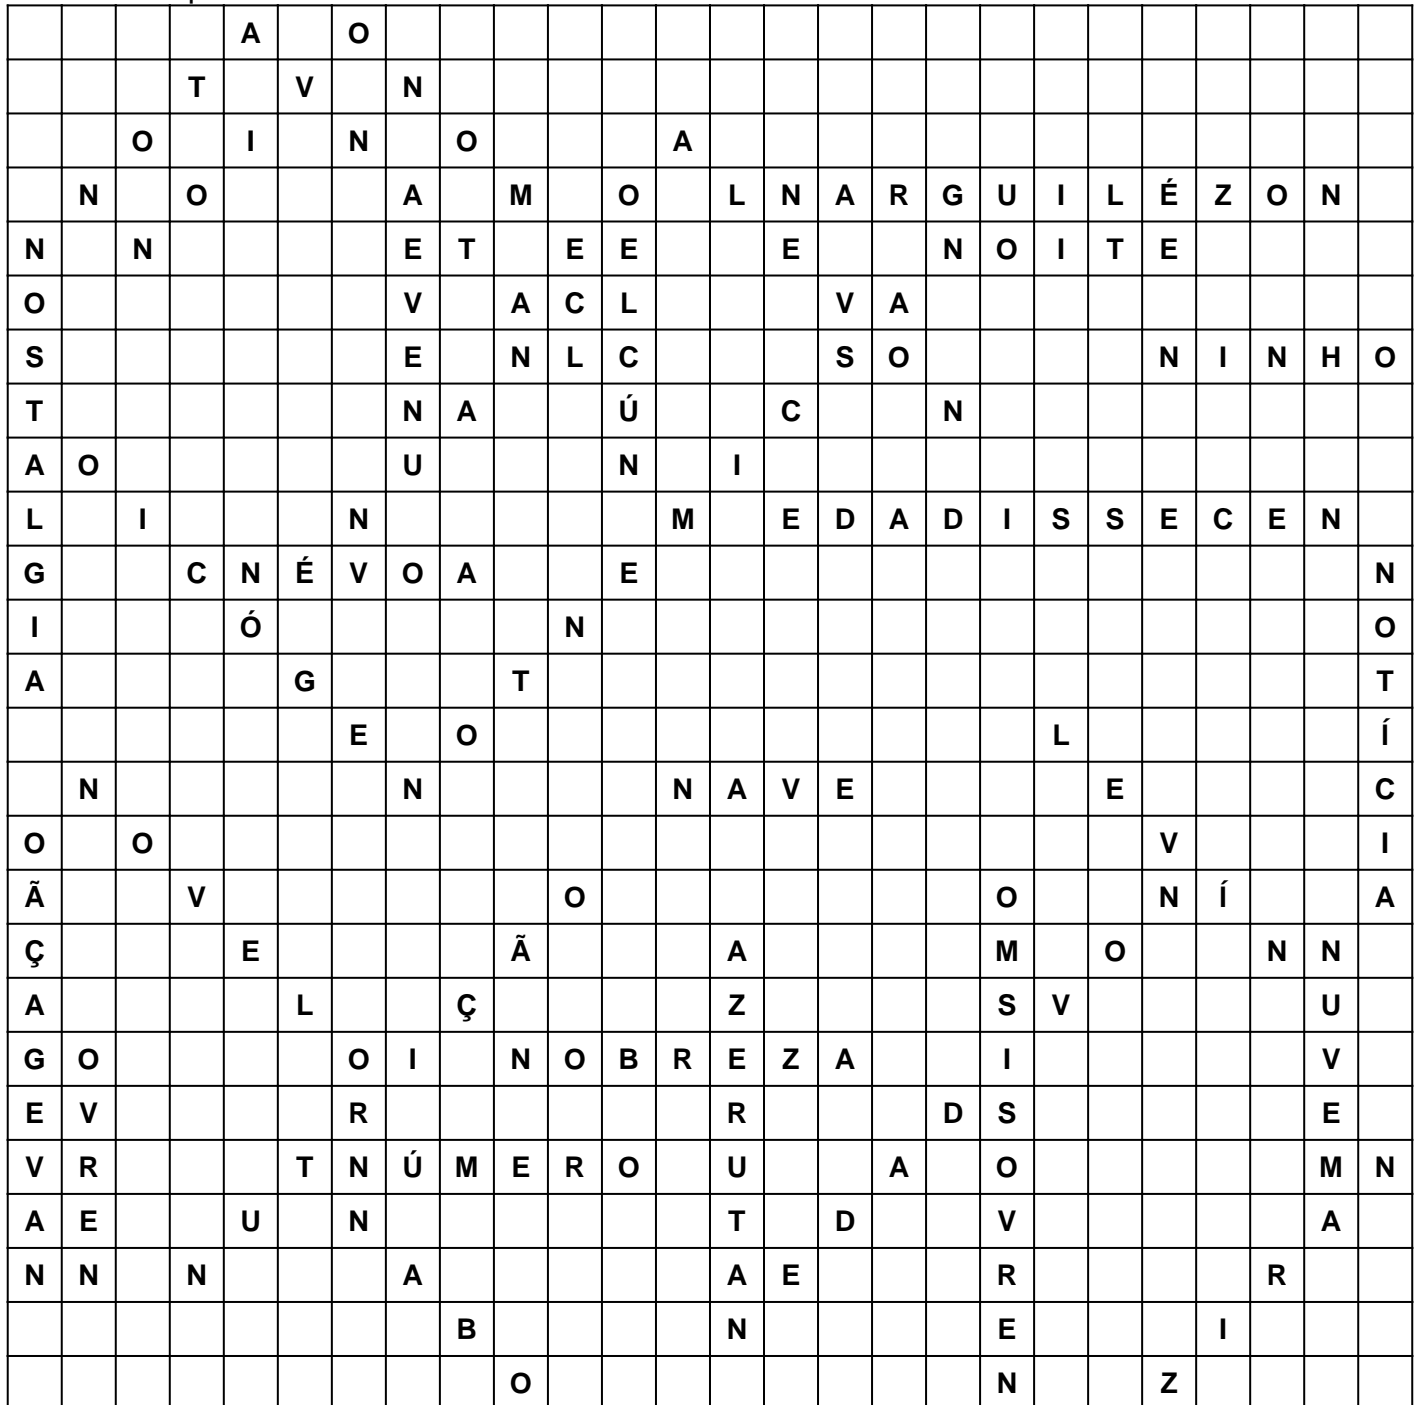 A O
T V N
O I N O A
N O A M O L N A R G U I L É Z O N
N N E T E E E N O I T E
O V A C L V A
S E N L C S O N I N H O
T N A Ú C N
A O U N I
L I N M E D A D I S S E C E N
G C N É V O A E N
I Ó N O
A G T T
E O L Í
N N N A V E E C
O O V I
Ã V O O N Í A
Ç E Ã A M O N N
A L Ç Z S V U
G O O I N O B R E Z A I V
E V R R D S E
V R T N Ú M E R O U A O M N
A E U N T D V A
N N N A A E R R
B N E I
O N Z